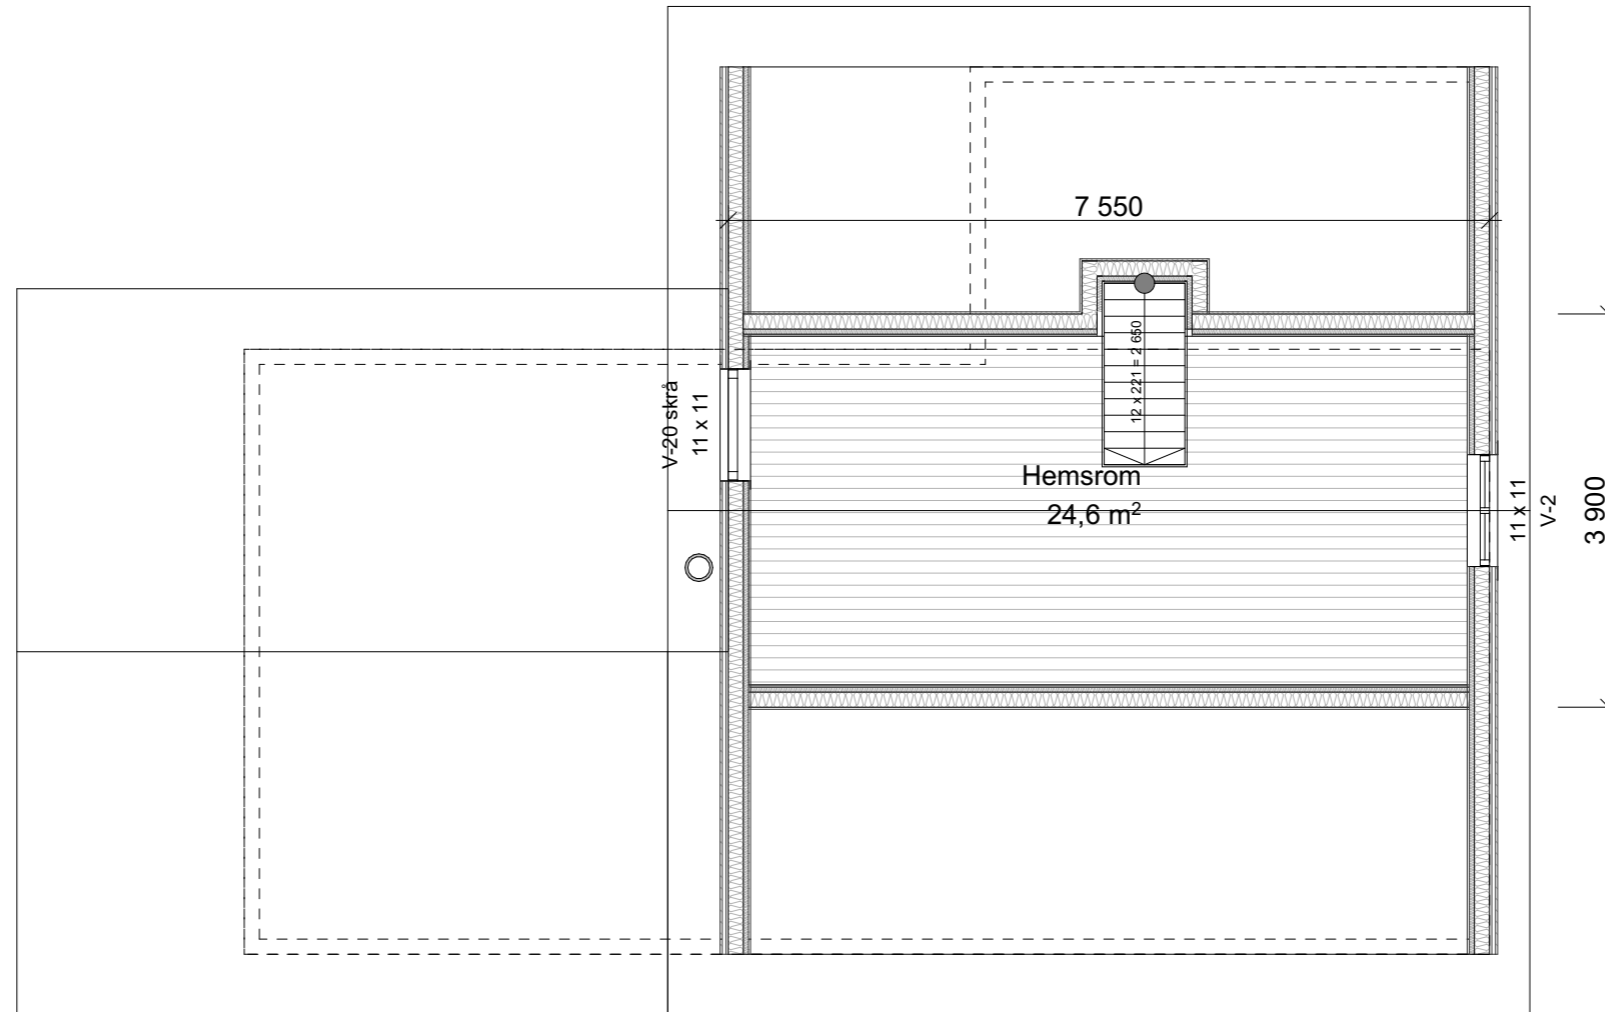 7 550
12 x 221 = 2 650
V-20 skrå
11 x 11
Hemsrom
24,6 m²
11 x 11
V-2
3 900